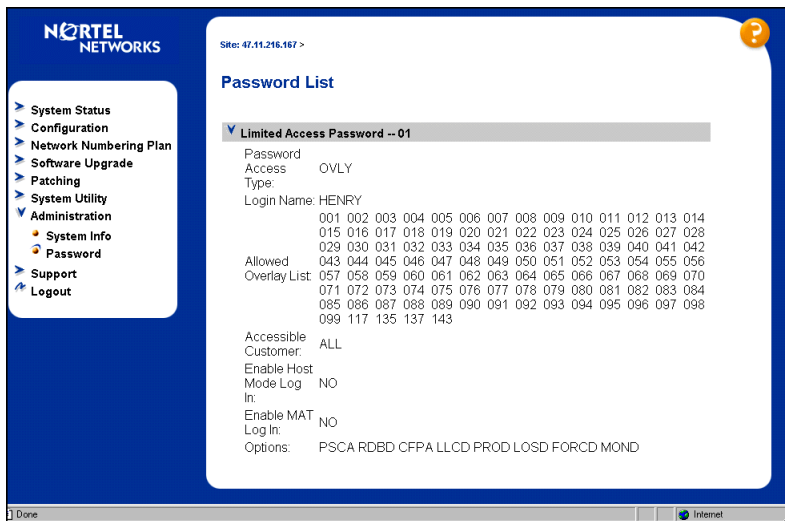 NORTEL
NETWORKS
Site: 47.11.216.167 >
?
Password List
System Status
Configuration
Network Numbering Plan
Software Upgrade
Patching
System Utility
Administration
System Info
Password
Support
Logout
Limited Access Password -- 01
Password
Access
Type:
OVLY
Login Name: HENRY
Allowed
Overlay List:
001 002 003 004 005 006 007 008 009 010 011 012 013 014
015 016 017 018 019 020 021 022 023 024 025 026 027 028
029 030 031 032 033 034 035 036 037 038 039 040 041 042
043 044 045 046 047 048 049 050 051 052 053 054 055 056
057 058 059 060 061 062 063 064 065 066 067 068 069 070
071 072 073 074 075 076 077 078 079 080 081 082 083 084
085 086 087 088 089 090 091 092 093 094 095 096 097 098
099 117 135 137 143
Accessible
Customer:
ALL
Enable Host
Mode Log
In:
NO
Enable MAT
Log In:
NO
Options: PSCA RDBD CFPA LLCD PROD LOSD FORCD MOND
Done
Internet